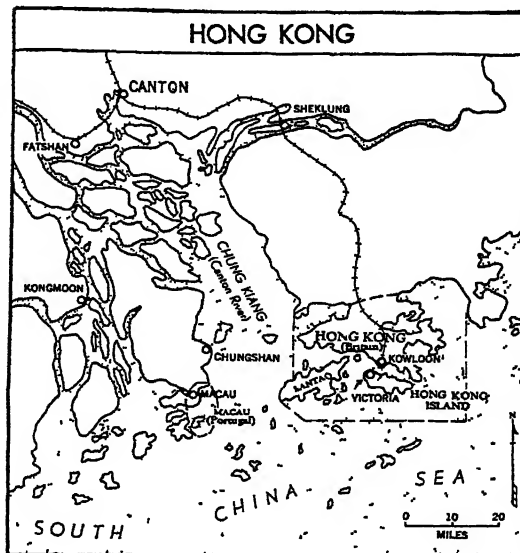 HONG KONG
CANTON
SHEKLUNG
FATSHAN
CHUNG KIANG
(Canton River)
KONGMOON
HONG KONG
(Britain)
KOWLOON
CHUNGSHAN
LANTAO
MACAU
VICTORIA
HONG KONG
ISLAND
MACAU
(Portugal)
N
SOUTH CHINA SEA
0 10 20
MILES